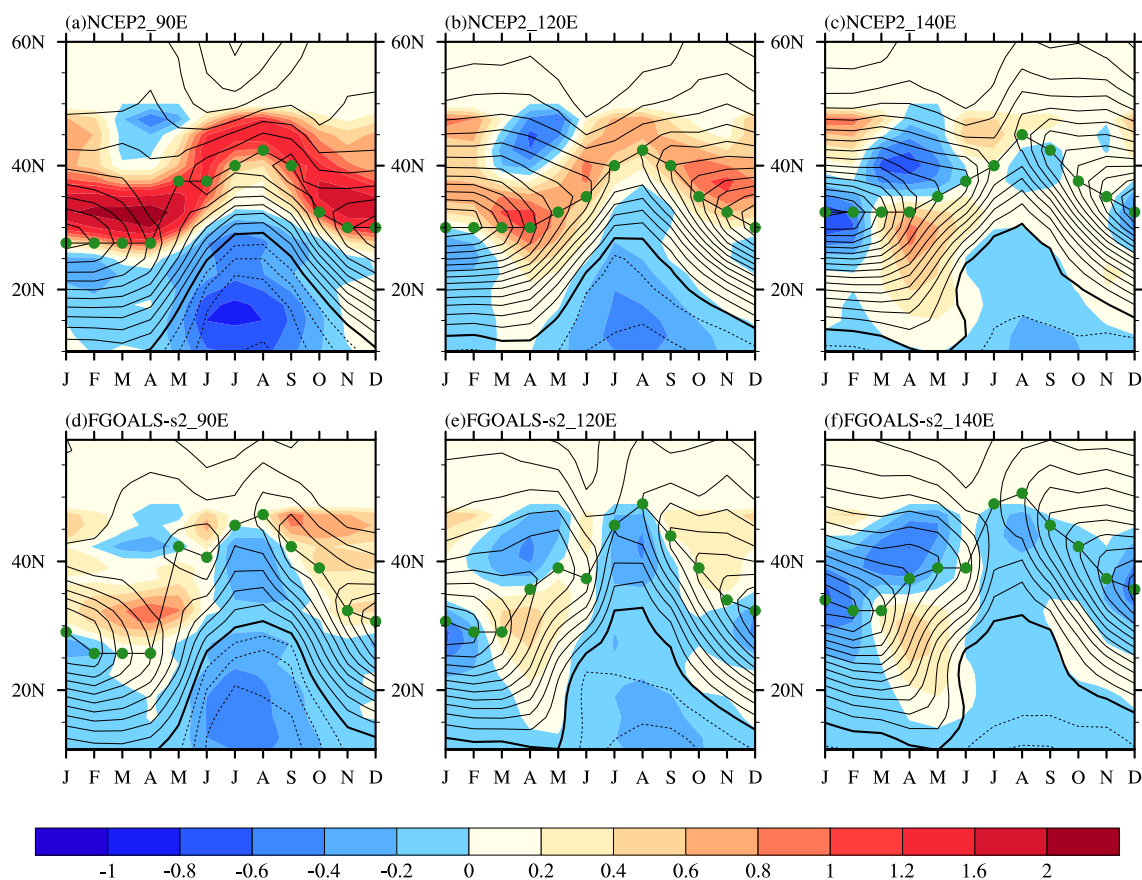 (a)NCEP2_90E (b)NCEP2_120E (c)NCEP2_140E
60N 60N 60N
40N 40N 40N
20N 20N 20N
J F M A M J J A S O N D J F M A M J J A S O N D J F M A M J J A S O N D
(d)FGOALS-s2_90E (e)FGOALS-s2_120E (f)FGOALS-s2_140E
40N 40N 40N
20N 20N 20N
J F M A M J J A S O N D J F M A M J J A S O N D J F M A M J J A S O N D
-1 -0.8 -0.6 -0.4 -0.2 0 0.2 0.4 0.6 0.8 1 1.2 1.6 2